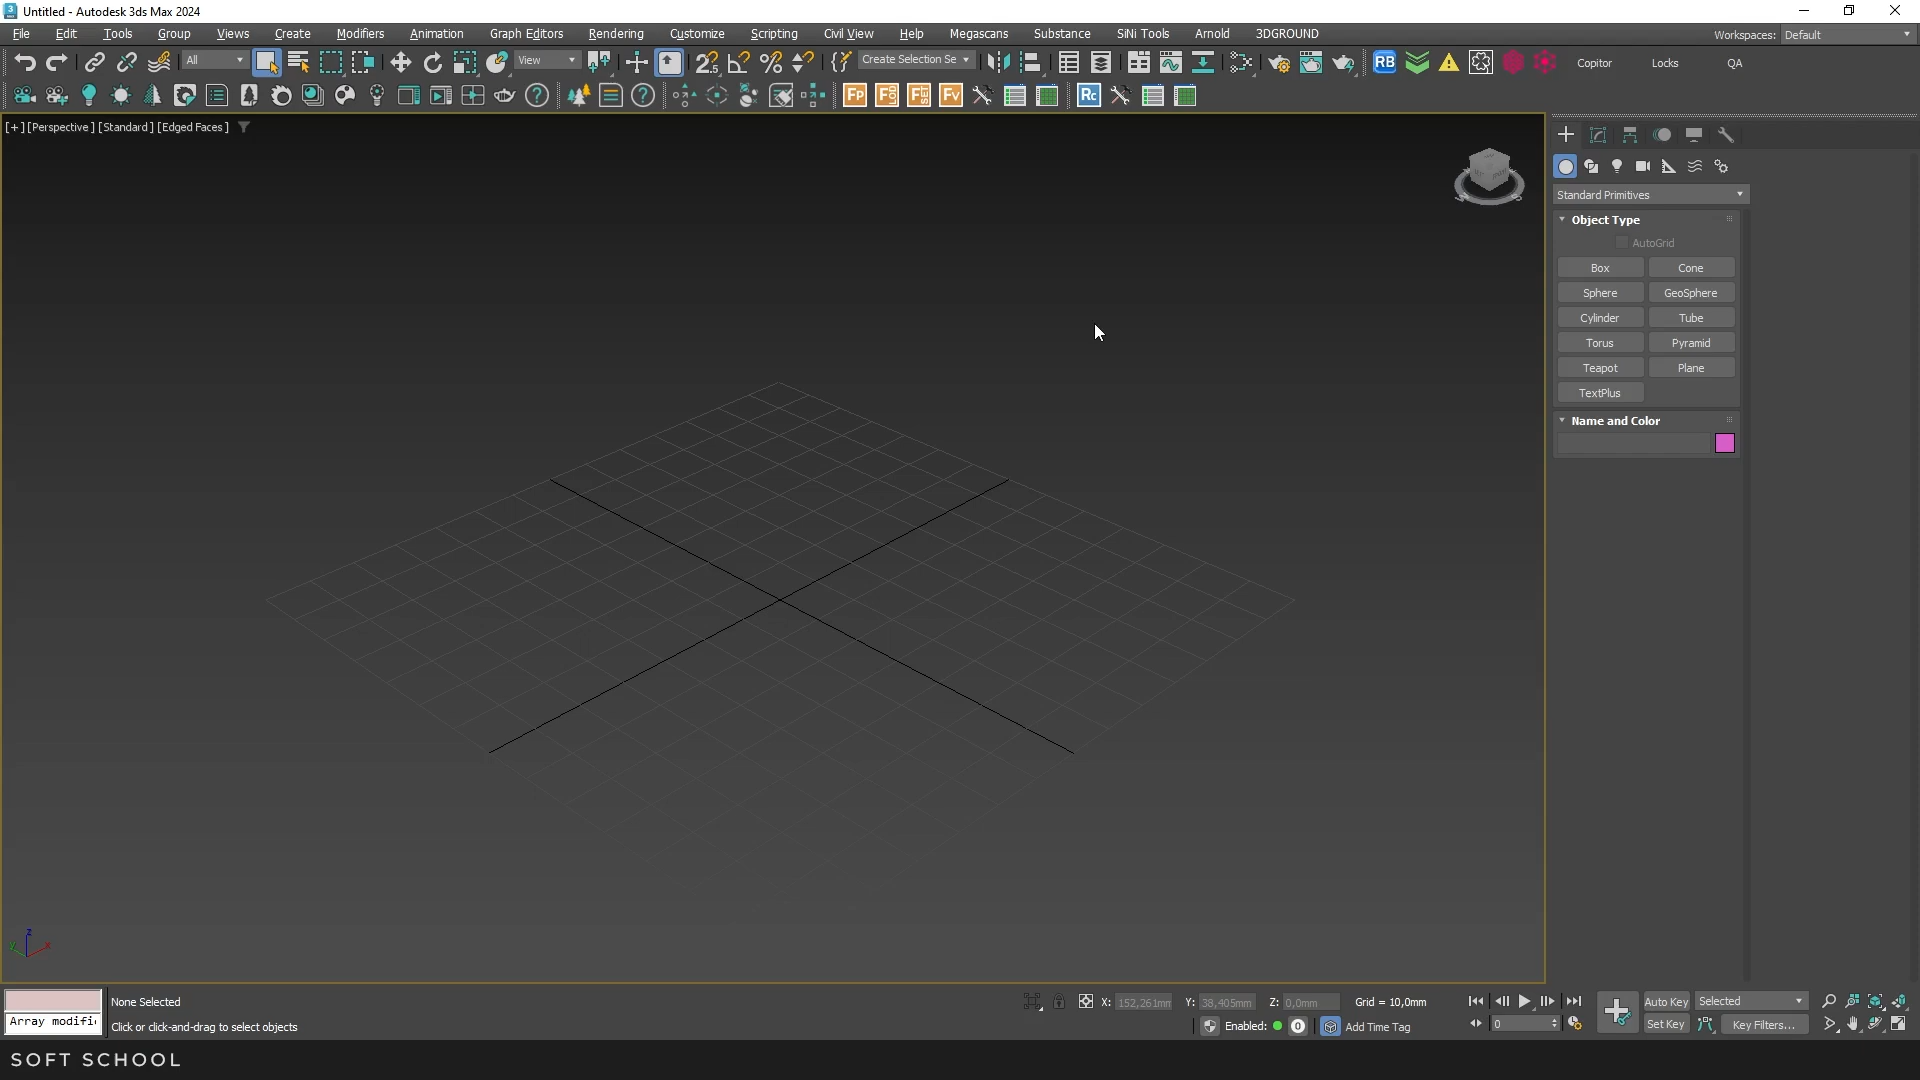 Untitled - Autodesk 3ds Max 2024
File Edit Tools Group Views Create Modifiers Animation Graph Editors Rendering Customize Scripting Civil View Help Megascans Substance SiNi Tools Arnold 3DGROUND
Workspaces: Default
All
View
Create Selection Se
RB
Copitor Locks QA
Fp
Fv
Rc
[+] [Perspective] [Standard] [Edged Faces]
Standard Primitives
Object Type
AutoGrid
Box Cone
Sphere GeoSphere
Cylinder Tube
Torus Pyramid
Teapot Plane
TextPlus
Name and Color
z
y x
None Selected
X: 152,261mm Y: 38,405mm Z: 0,0mm Grid = 10,0mm
Auto Key Selected
Array modifi
Click or click-and-drag to select objects
Enabled: 0 Add Time Tag
0
Set Key Key Filters...
SOFT SCHOOL